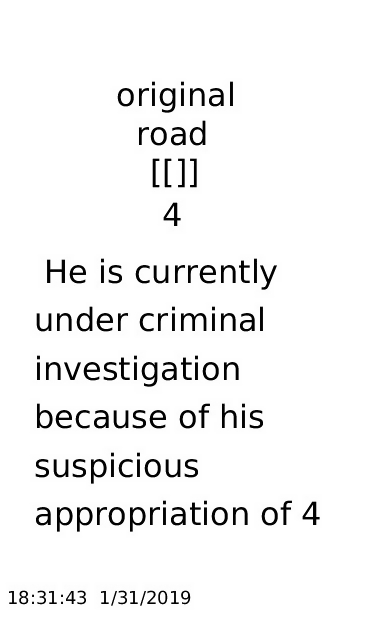 original
road
[[]]
4
He is currently
under criminal
investigation
because of his
suspicious
appropriation of 4
18:31:43 1/31/2019